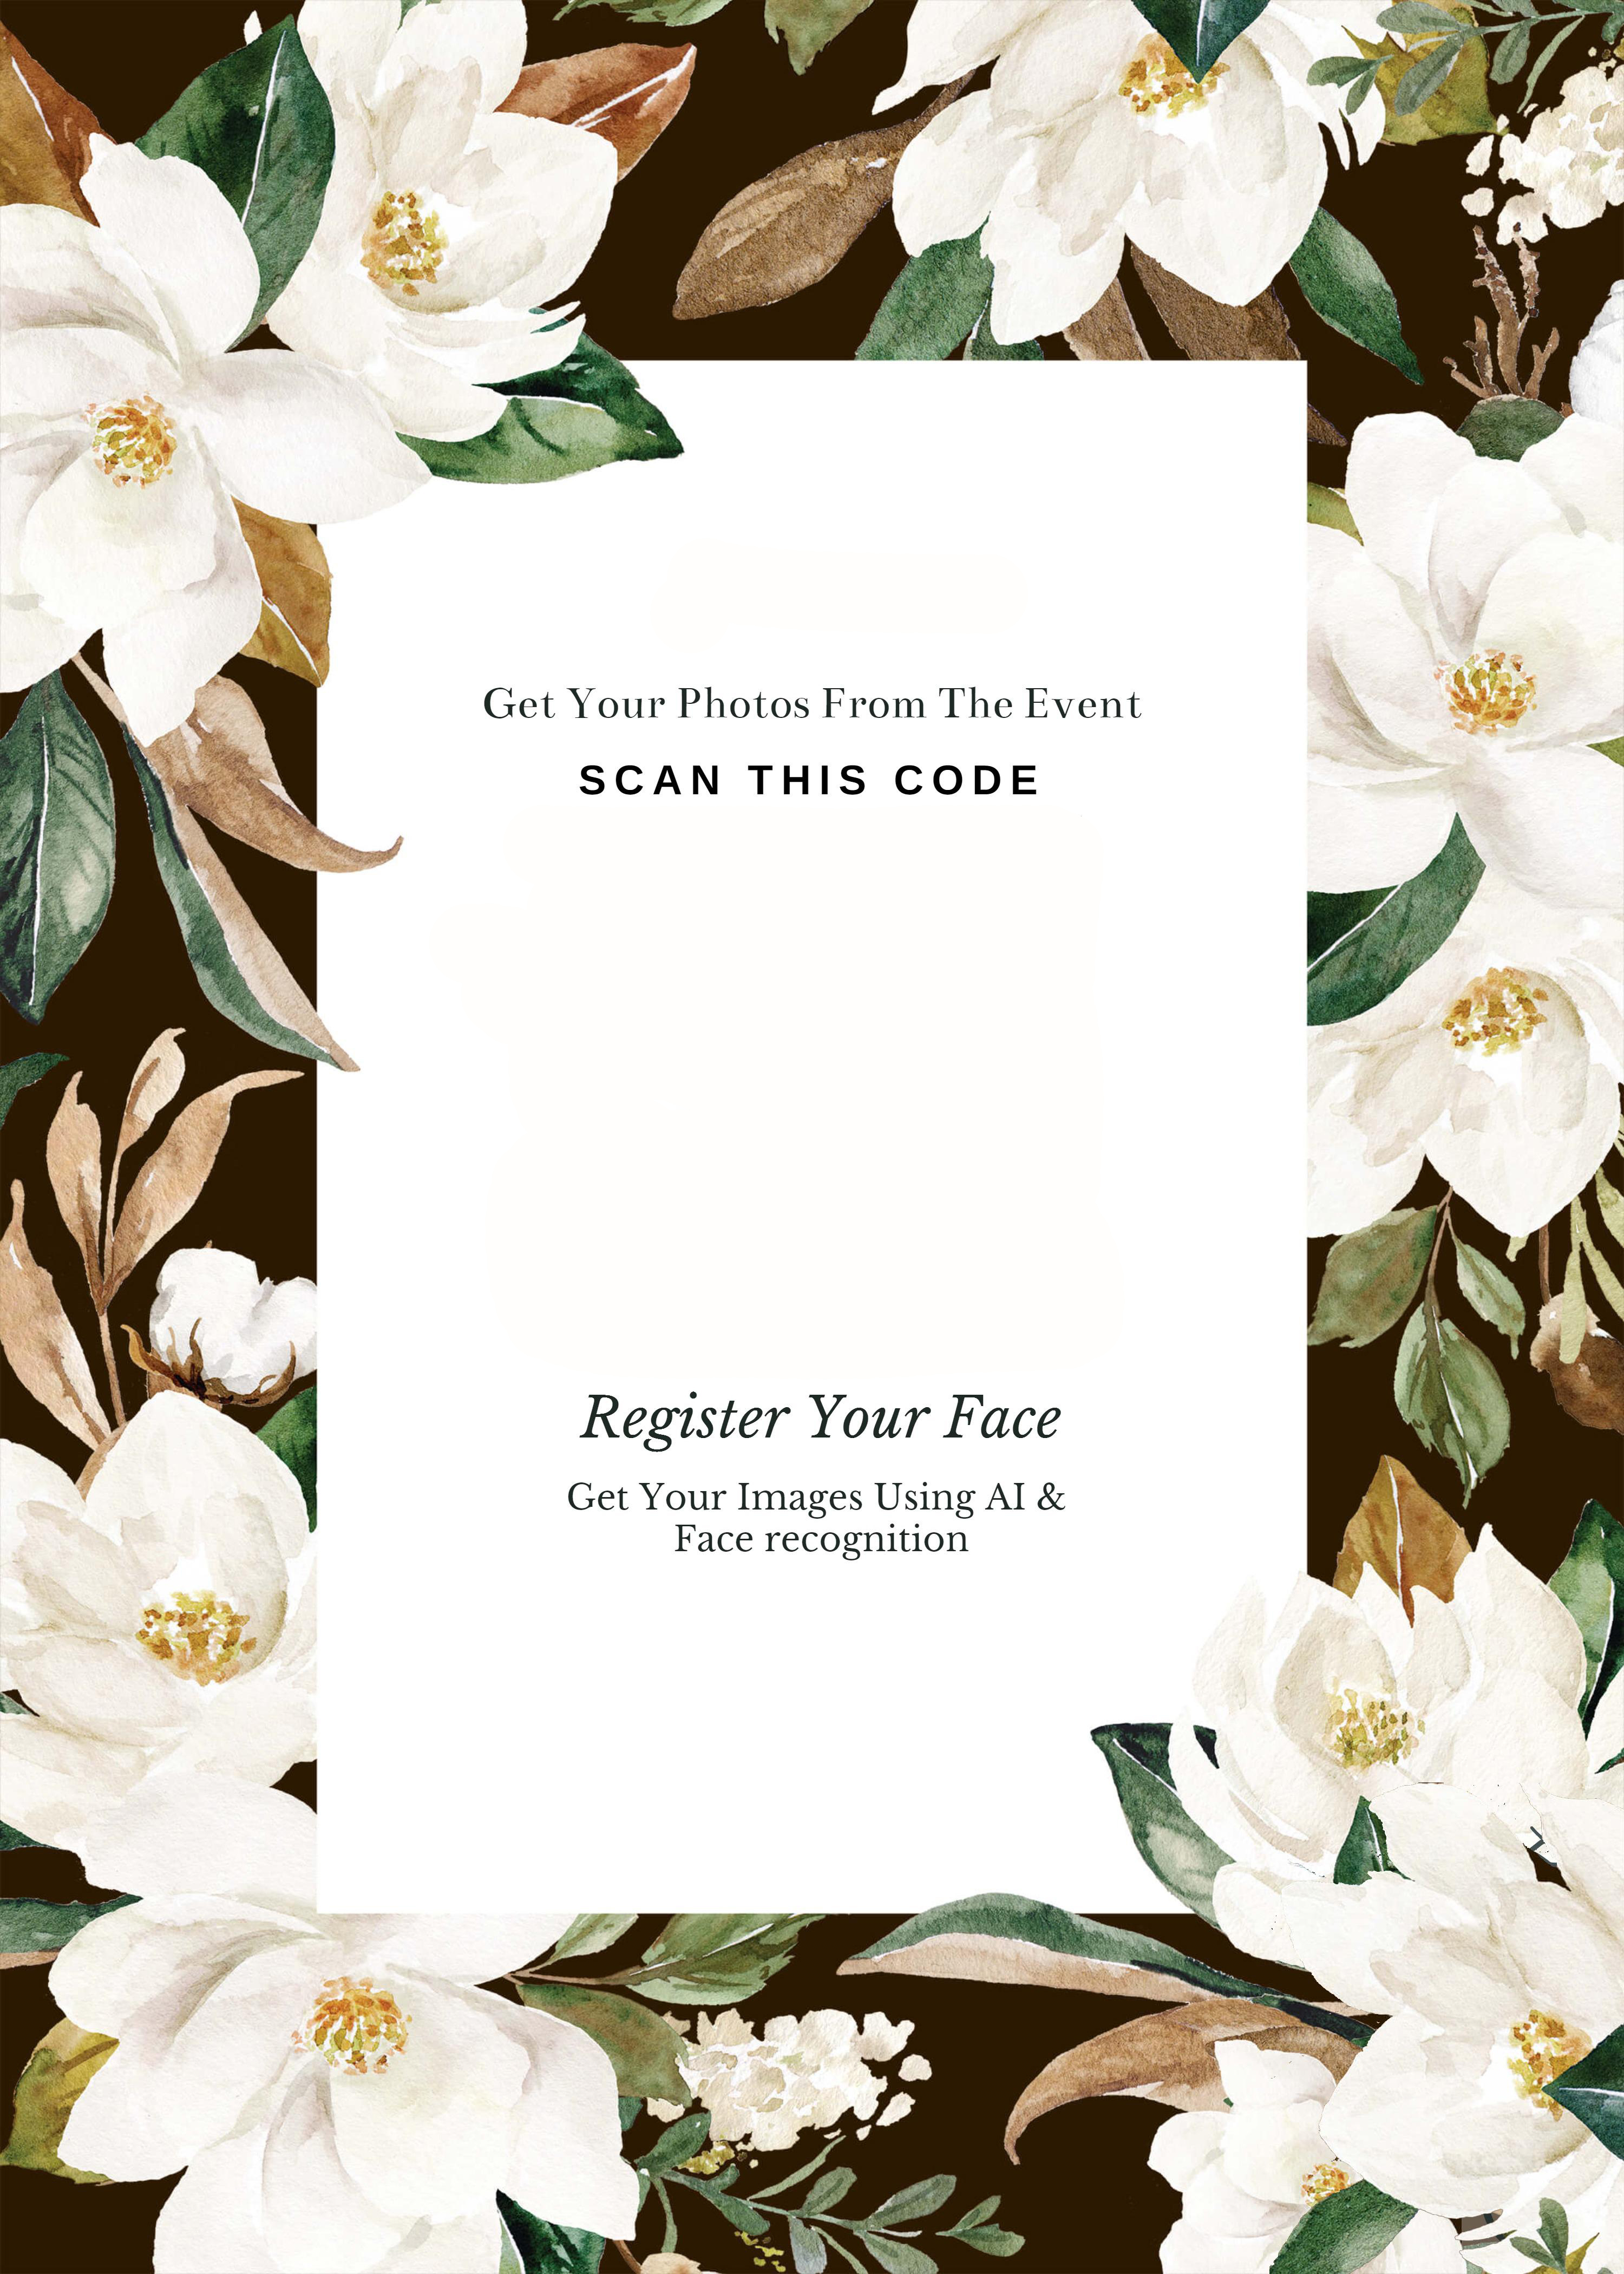 Get Your Photos From The Event
SCAN THIS CODE
Register Your Face
Get Your Images Using AI &
Face recognition